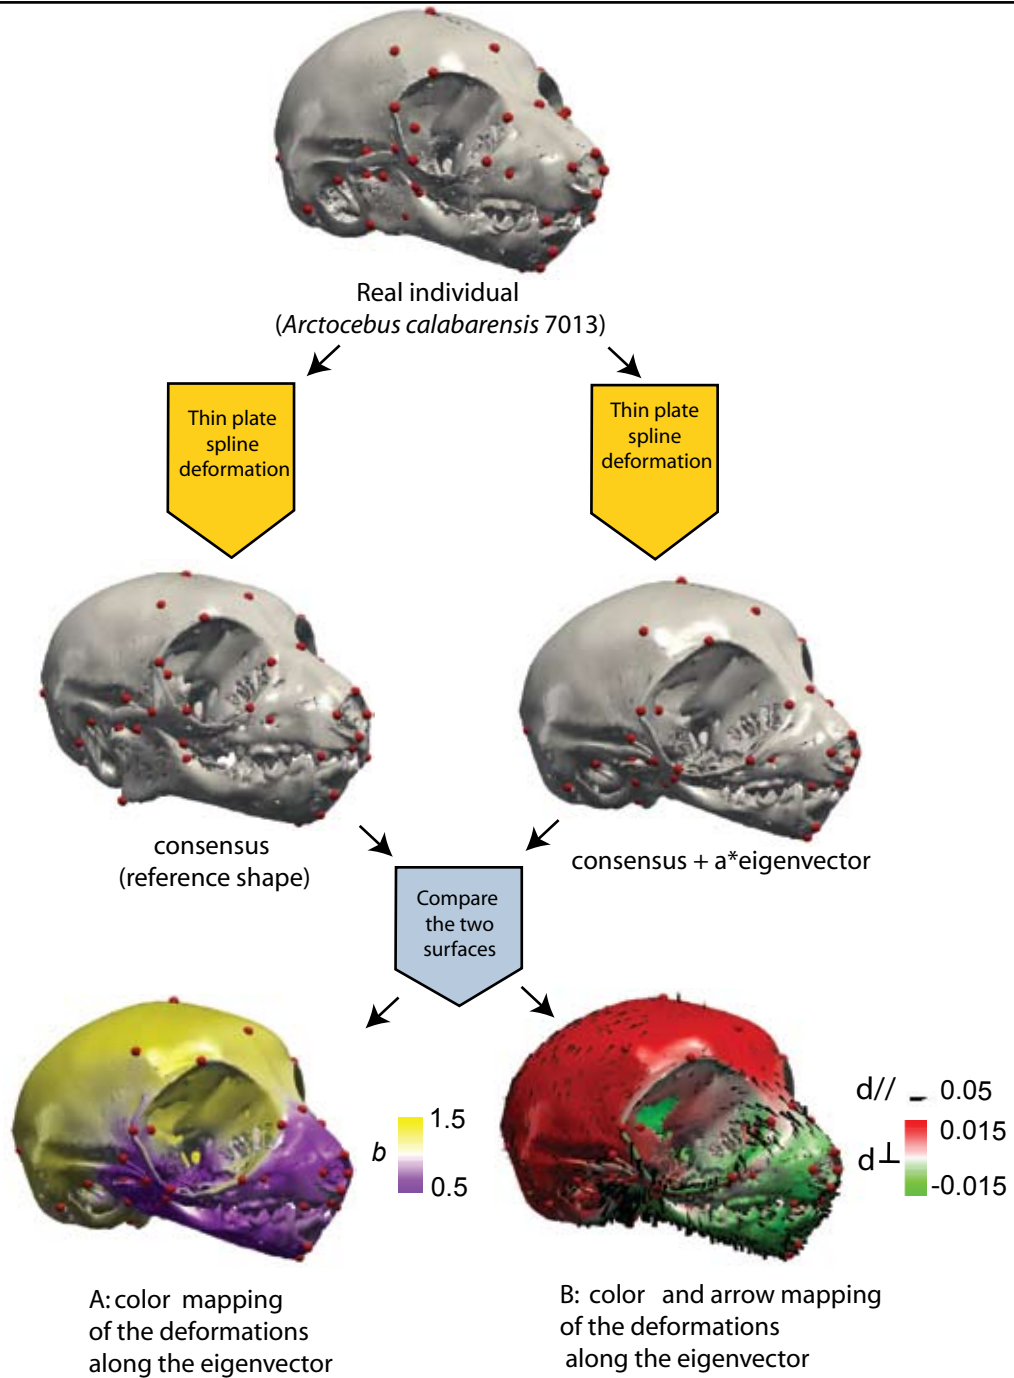 Real individual
(Arctocebus calabarensis 7013)
Thin plate
spline
deformation
Thin plate
spline
deformation
consensus
(reference shape)
consensus + a*eigenvector
Compare
the two
surfaces
b
1.5
0.5
d// 0.05
d⊥
0.015
-0.015
A: color mapping
of the deformations
along the eigenvector
B: color and arrow mapping
of the deformations
along the eigenvector